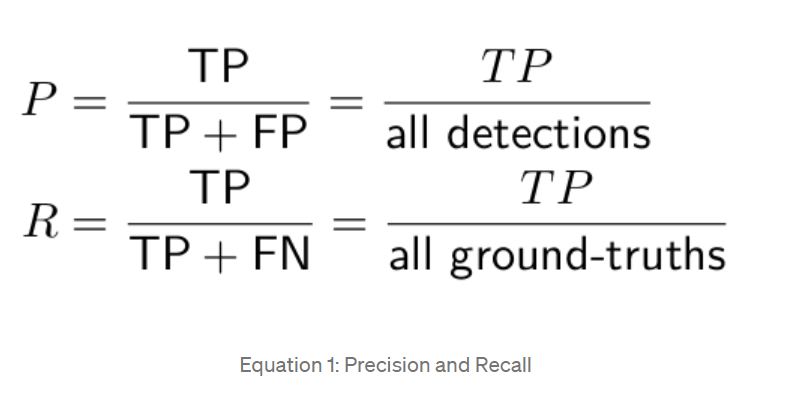 P = TP / TP + FP = TP / all detections
R = TP / TP + FN = TP / all ground-truths
Equation 1: Precision and Recall